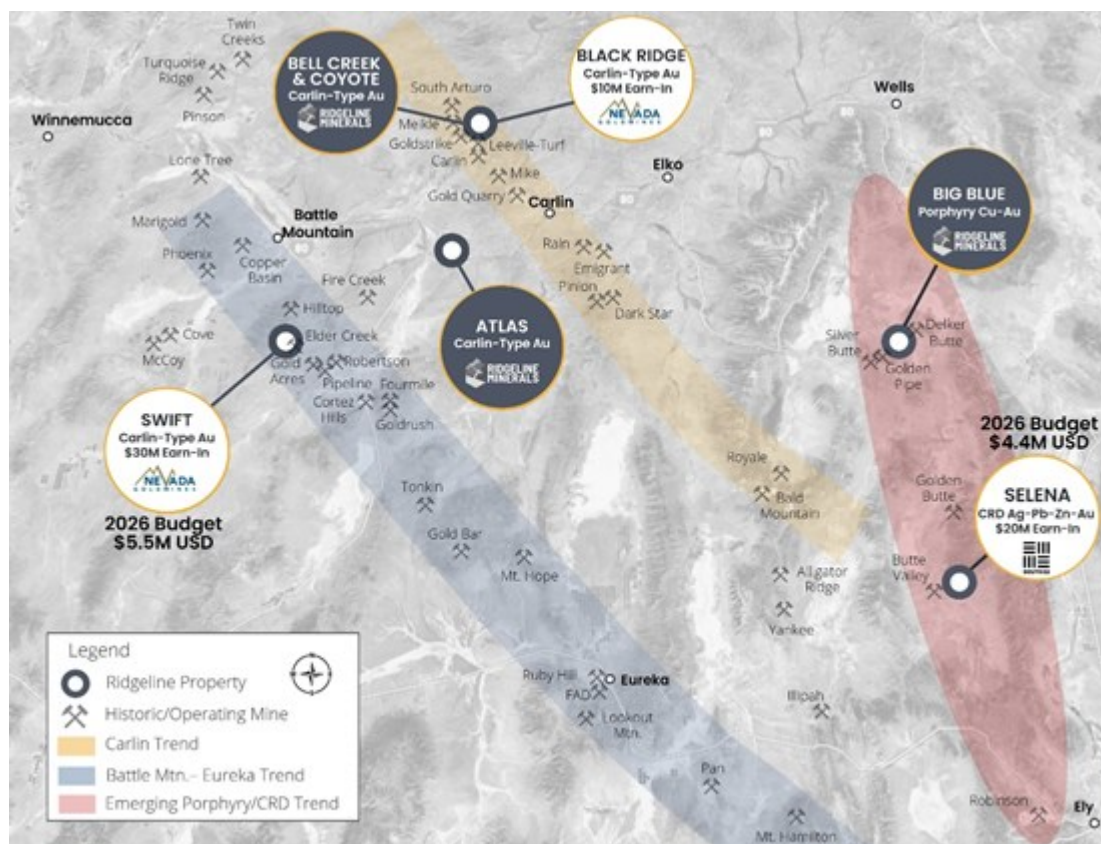 Twin
Creeks
Turquoise
Ridge
Pinson
Winnemucca
Lone Tree
BELL CREEK
& COYOTE
Carlin-Type Au
RIDGELINE
MINERALS
BLACK RIDGE
Carlin-Type Au
$10M Earn-In
NEVADA
GOLDMINES
South Arturo
Meikle
Goldstrike
Leeville-Turf
Carlin
Mike
Gold Quarry
Carlin
Elko
80
80
Wells
BIG BLUE
Porphyry Cu-Au
RIDGELINE
MINERALS
Marigold
Battle
Mountain
80
Phoenix
Copper
Basin
Fire Creek
Rain
Emigrant
Pinion
Dark Star
Hilltop
Cove
McCoy
Elder Creek
Gold
Acres
Robertson
Pipeline
Fourmile
Cortez
Hills
Goldrush
ATLAS
Carlin-Type Au
RIDGELINE
MINERALS
Silver
Butte
Delker
Butte
Golden
Pipe
SWIFT
Carlin-Type Au
$30M Earn-In
NEVADA
GOLDMINES
2026 Budget
$5.5M USD
2026 Budget
$4.4M USD
SELENA
CRD Ag-Pb-Zn-Au
$20M Earn-In
Royale
Bald
Mountain
Golden
Butte
Butte
Valley
Tonkin
Gold Bar
Mt. Hope
Alligator
Ridge
Yankee
Ruby Hill
Eureka
FAD
Lookout
Mtn.
Illipah
Pan
Mt. Hamilton
Robinson
Ely
Legend
Ridgeline Property
Historic/Operating Mine
Carlin Trend
Battle Mtn.– Eureka Trend
Emerging Porphyry/CRD Trend